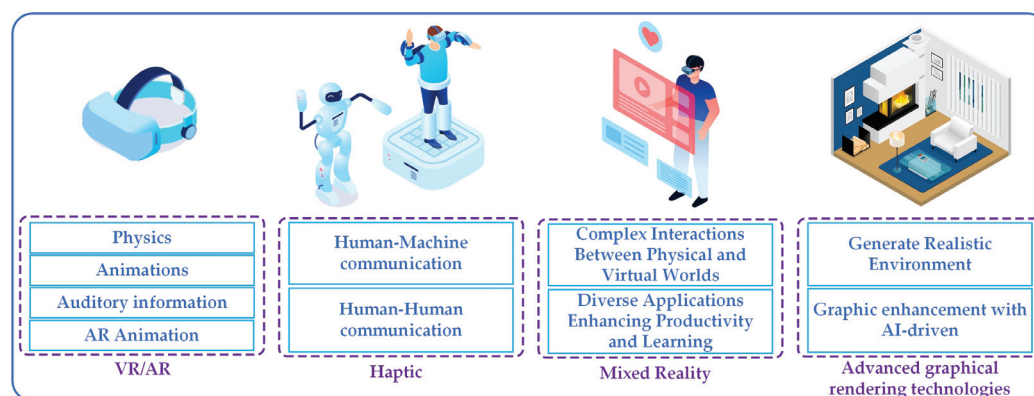 Physics
Animations
Auditory information
AR Animation
VR/AR
Human-Machine
communication
Human-Human
communication
Haptic
Complex Interactions
Between Physical and
Virtual Worlds
Diverse Applications
Enhancing Productivity
and Learning
Mixed Reality
Generate Realistic
Environment
Graphic enhancement with
AI-driven
Advanced graphical
rendering technologies